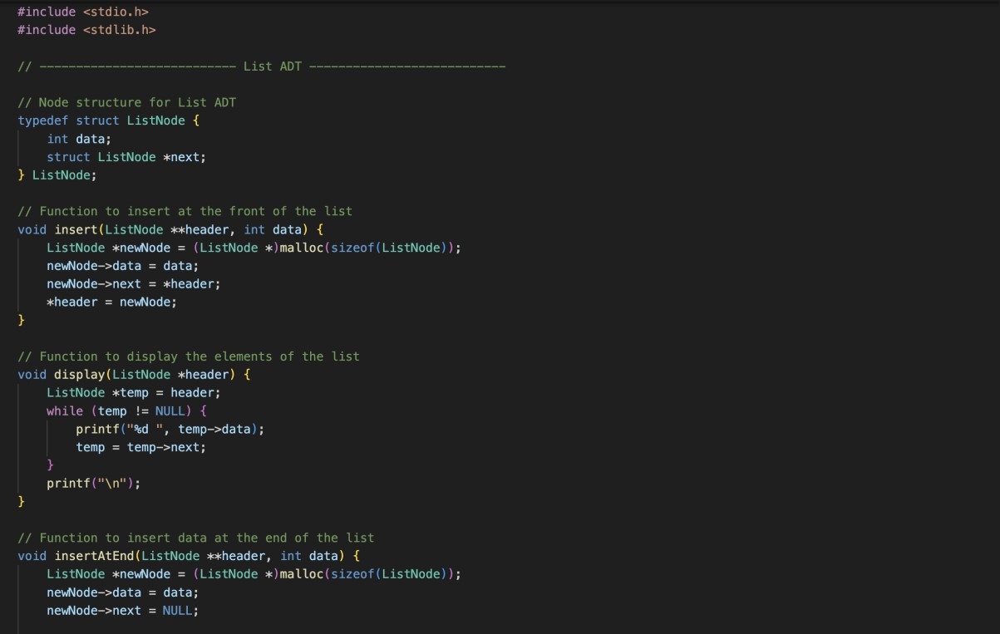 #include <stdio.h>
#include <stdlib.h>
// --------------------------- List ADT ---------------------------
// Node structure for List ADT
typedef struct ListNode {
    int data;
    struct ListNode *next;
} ListNode;
// Function to insert at the front of the list
void insert(ListNode **header, int data) {
    ListNode *newNode = (ListNode *)malloc(sizeof(ListNode));
    newNode->data = data;
    newNode->next = *header;
    *header = newNode;
}
// Function to display the elements of the list
void display(ListNode *header) {
    ListNode *temp = header;
    while (temp != NULL) {
        printf("%d ", temp->data);
        temp = temp->next;
    }
    printf("\n");
}
// Function to insert data at the end of the list
void insertAtEnd(ListNode **header, int data) {
    ListNode *newNode = (ListNode *)malloc(sizeof(ListNode));
    newNode->data = data;
    newNode->next = NULL;